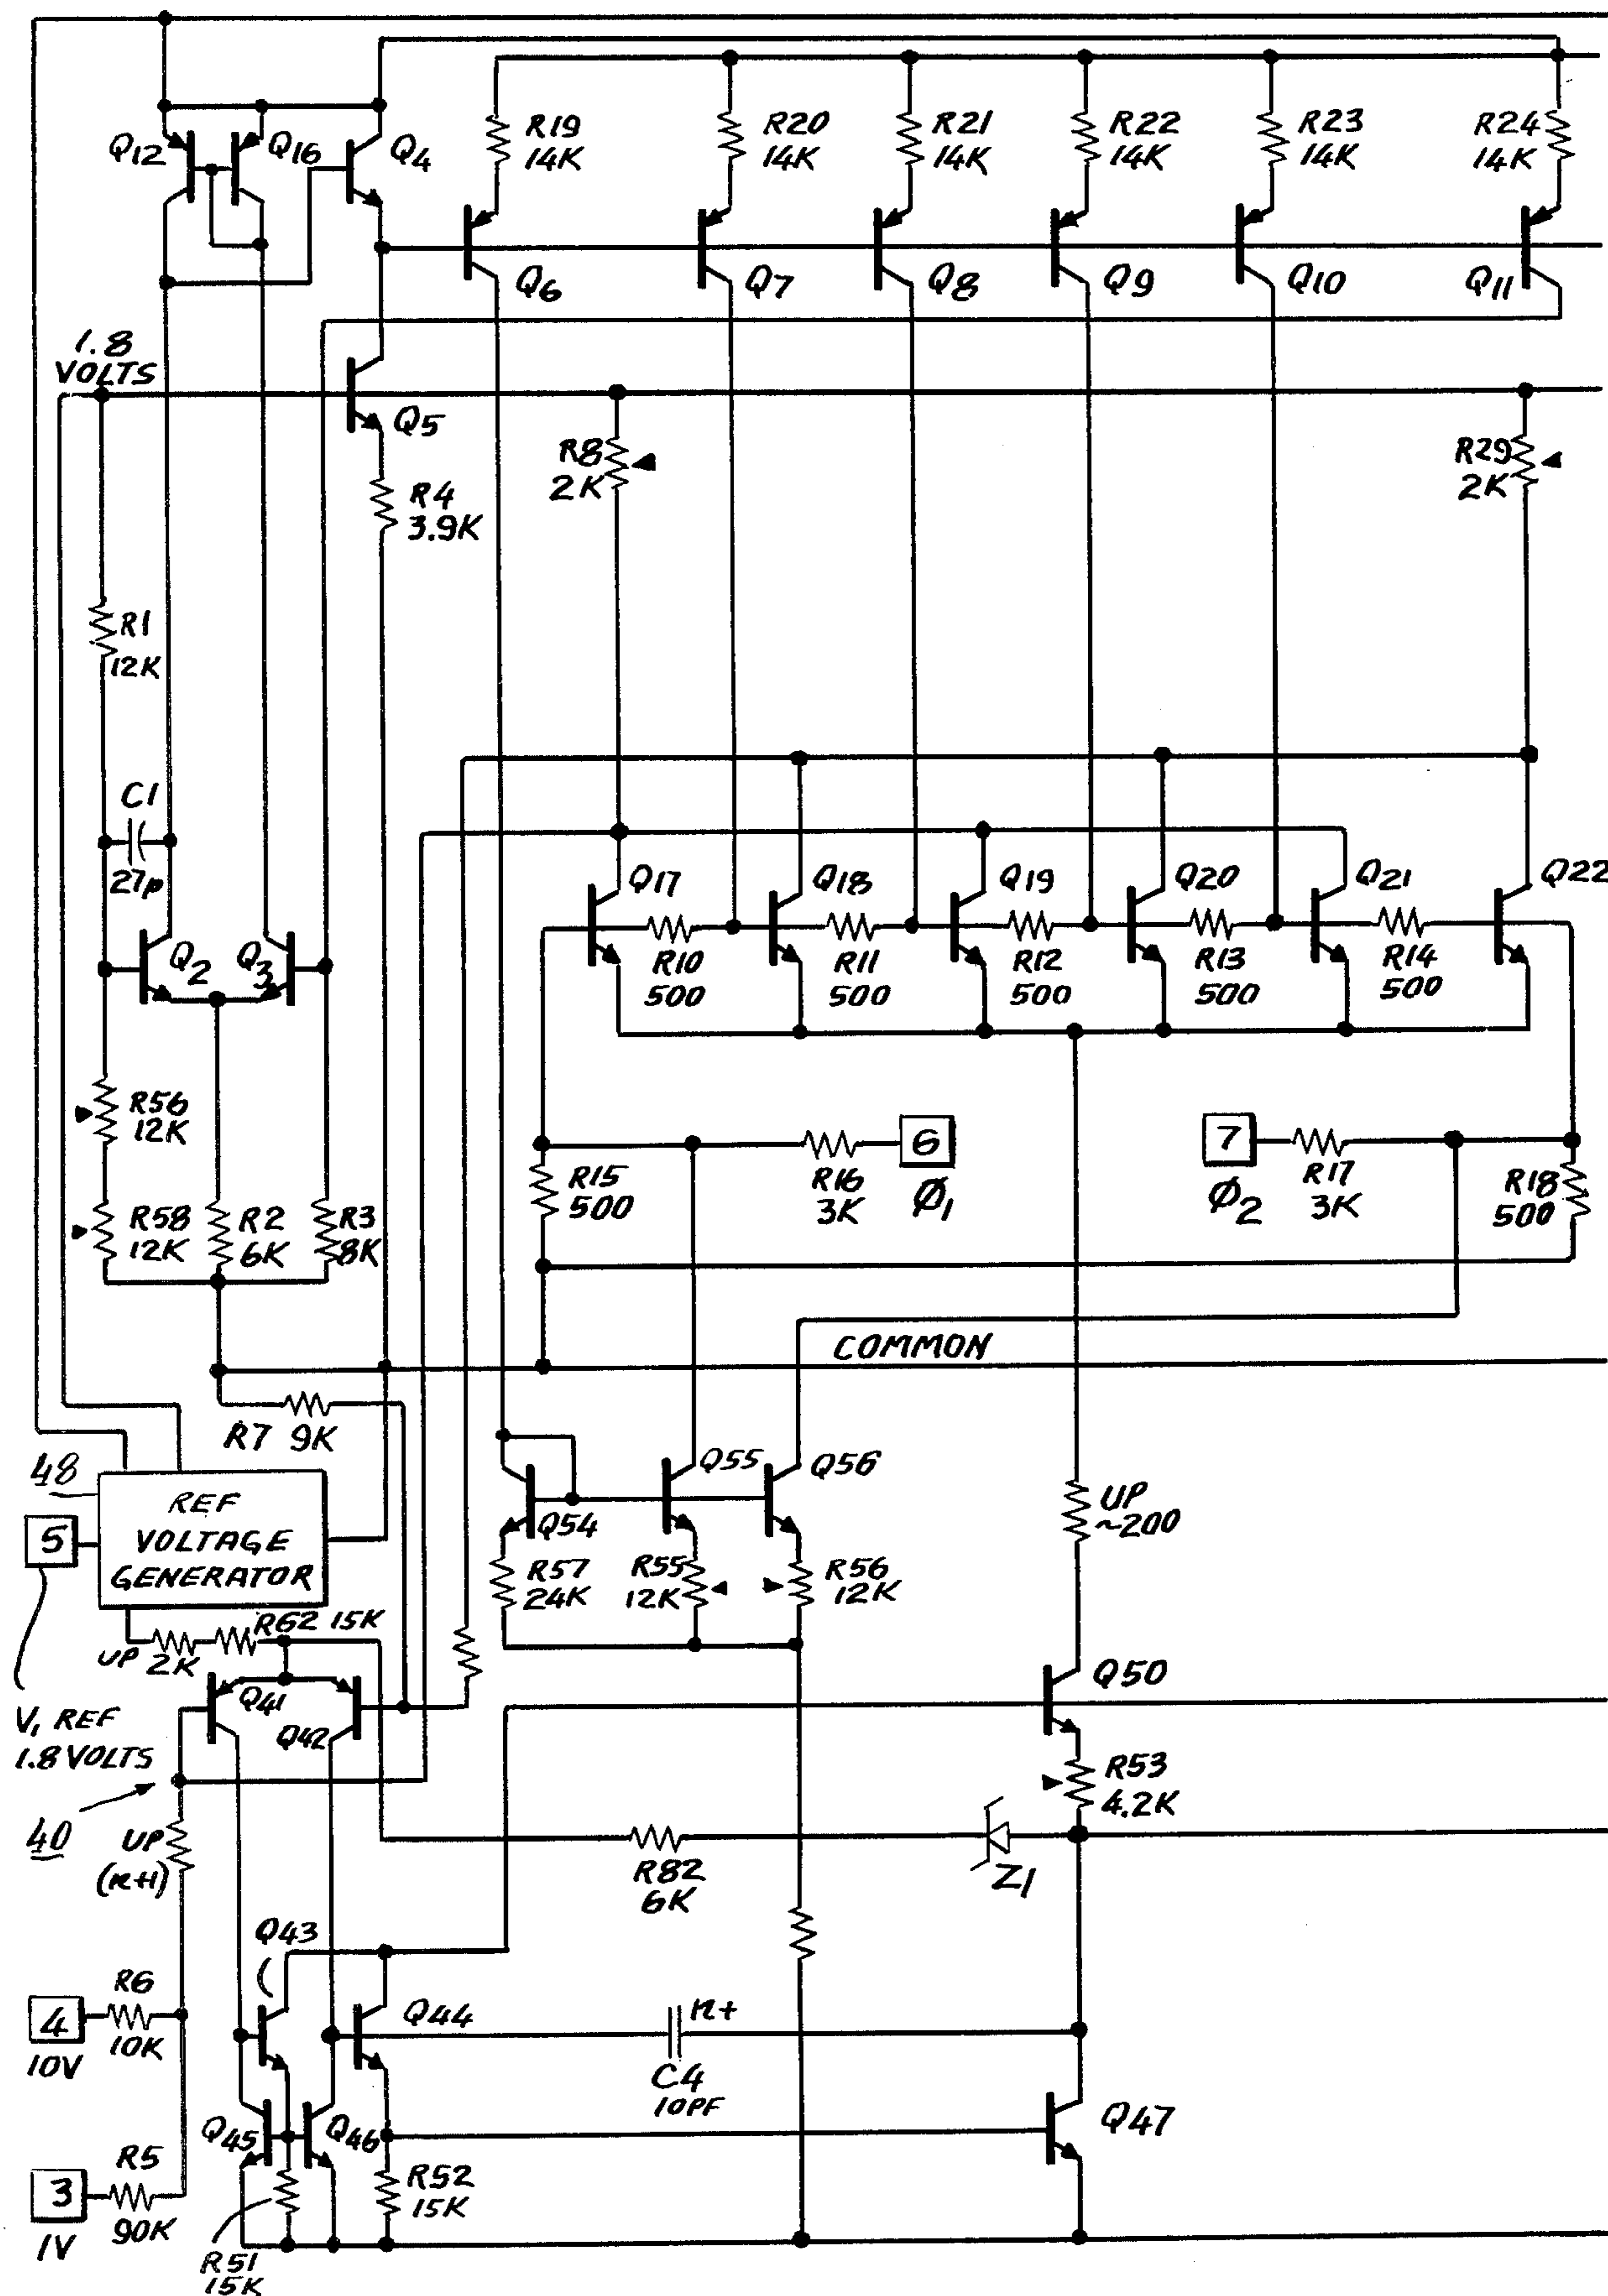 Q12
Q16
Q4
R19
14K
R20
14K
R21
14K
R22
14K
R23
14K
R24
14K
Q6
Q7
Q8
Q9
Q10
Q11
1.8
VOLTS
Q5
R8
2K
R29
2K
R4
3.9K
R1
12K
C1
27p
Q17
Q18
Q19
Q20
Q21
Q22
Q2
Q3
R10
500
R11
500
R12
500
R13
500
R14
500
R56
12K
R58
12K
R2
6K
R3
8K
R15
500
R16
3K
6
Ø1
7
Ø2
R17
3K
R18
500
COMMON
R7 9K
48
REF
VOLTAGE
GENERATOR
5
Q54
Q55
Q56
UP
~200
R57
24K
R55
12K
R56
12K
R62 15K
UP 2K
Q41
Q42
V1 REF
1.8 VOLTS
40
UP
(n+)
Q50
R53
4.2K
R82
6K
Z1
Q43
R6
10K
4
10V
Q44
n+
C4
10PF
Q45
Q46
Q47
R5
90K
3
1V
R52
15K
R51
15K